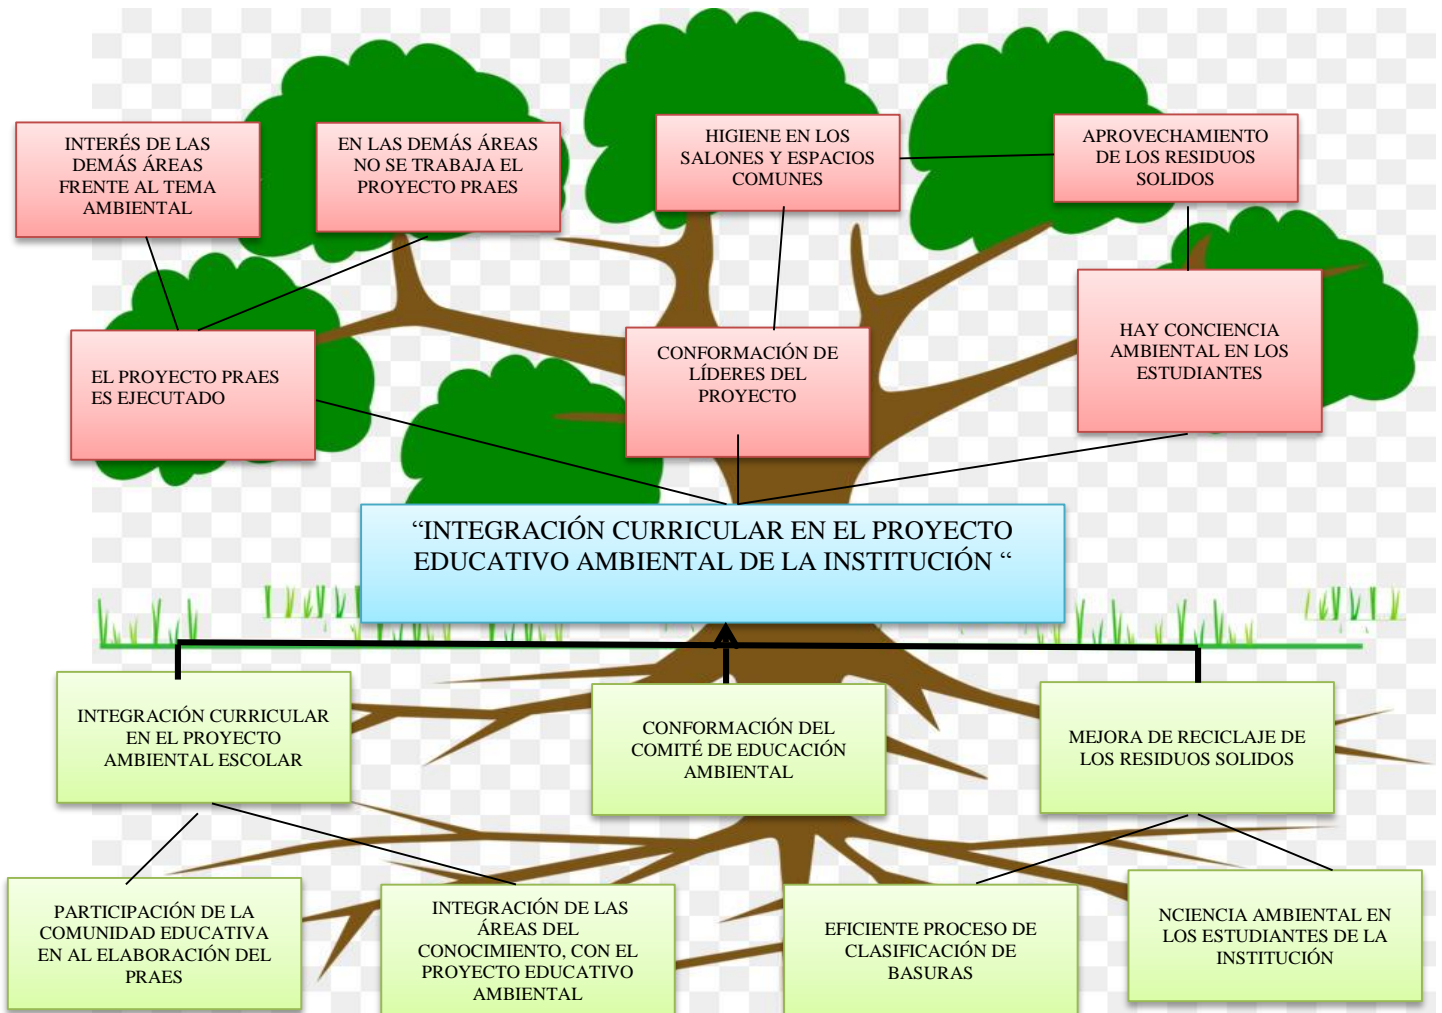 INTERÉS DE LAS
DEMÁS ÁREAS
FRENTE AL TEMA
AMBIENTAL
EN LAS DEMÁS ÁREAS
NO SE TRABAJA EL
PROYECTO PRAES
HIGIENE EN LOS
SALONES Y ESPACIOS
COMUNES
APROVECHAMIENTO
DE LOS RESIDUOS
SOLIDOS
EL PROYECTO PRAES
ES EJECUTADO
CONFORMACIÓN DE
LÍDERES DEL
PROYECTO
HAY CONCIENCIA
AMBIENTAL EN LOS
ESTUDIANTES
“INTEGRACIÓN CURRICULAR EN EL PROYECTO
EDUCATIVO AMBIENTAL DE LA INSTITUCIÓN “
INTEGRACIÓN CURRICULAR
EN EL PROYECTO
AMBIENTAL ESCOLAR
CONFORMACIÓN DEL
COMITÉ DE EDUCACIÓN
AMBIENTAL
MEJORA DE RECICLAJE DE
LOS RESIDUOS SOLIDOS
PARTICIPACIÓN DE LA
COMUNIDAD EDUCATIVA
EN AL ELABORACIÓN DEL
PRAES
INTEGRACIÓN DE LAS
ÁREAS DEL
CONOCIMIENTO, CON EL
PROYECTO EDUCATIVO
AMBIENTAL
EFICIENTE PROCESO DE
CLASIFICACIÓN DE
BASURAS
NCIENCIA AMBIENTAL EN
LOS ESTUDIANTES DE LA
INSTITUCIÓN